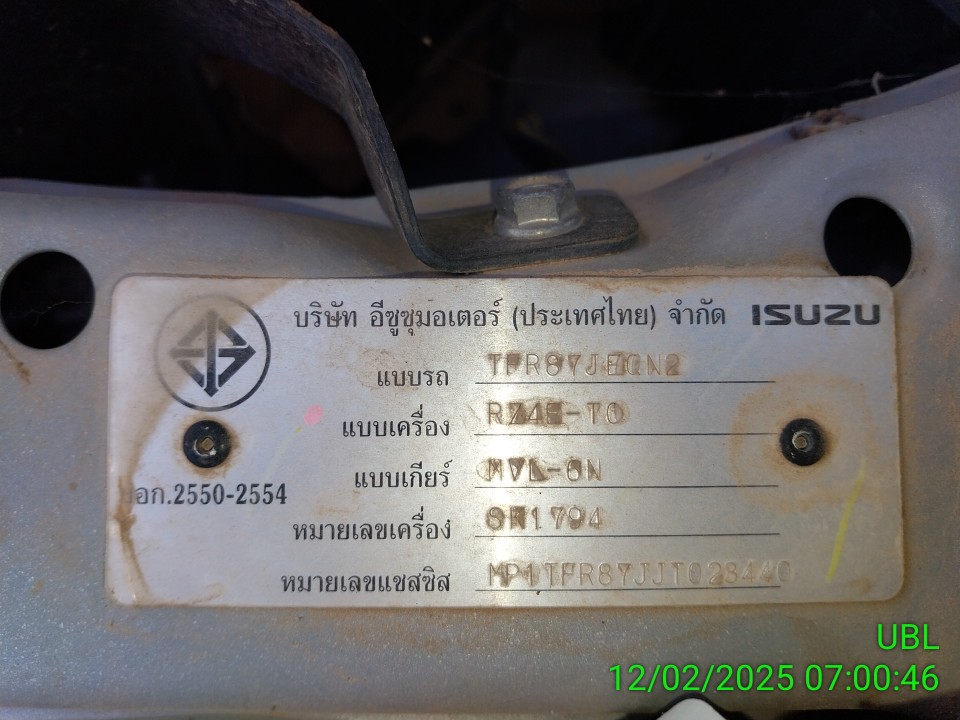 บริษัท อีซูซุมอเตอร์ (ประเทศไทย) จำกัด ISUZU
แบบรถ TFR87JEGN2
แบบเครื่อง RZ4E-TC
แบบเกียร์ MVL-6N
มอก.2550-2554
หมายเลขเครื่อง 6K1794
หมายเลขแชสซิส MP1TFR87JJT023440
UBL
12/02/2025 07:00:46